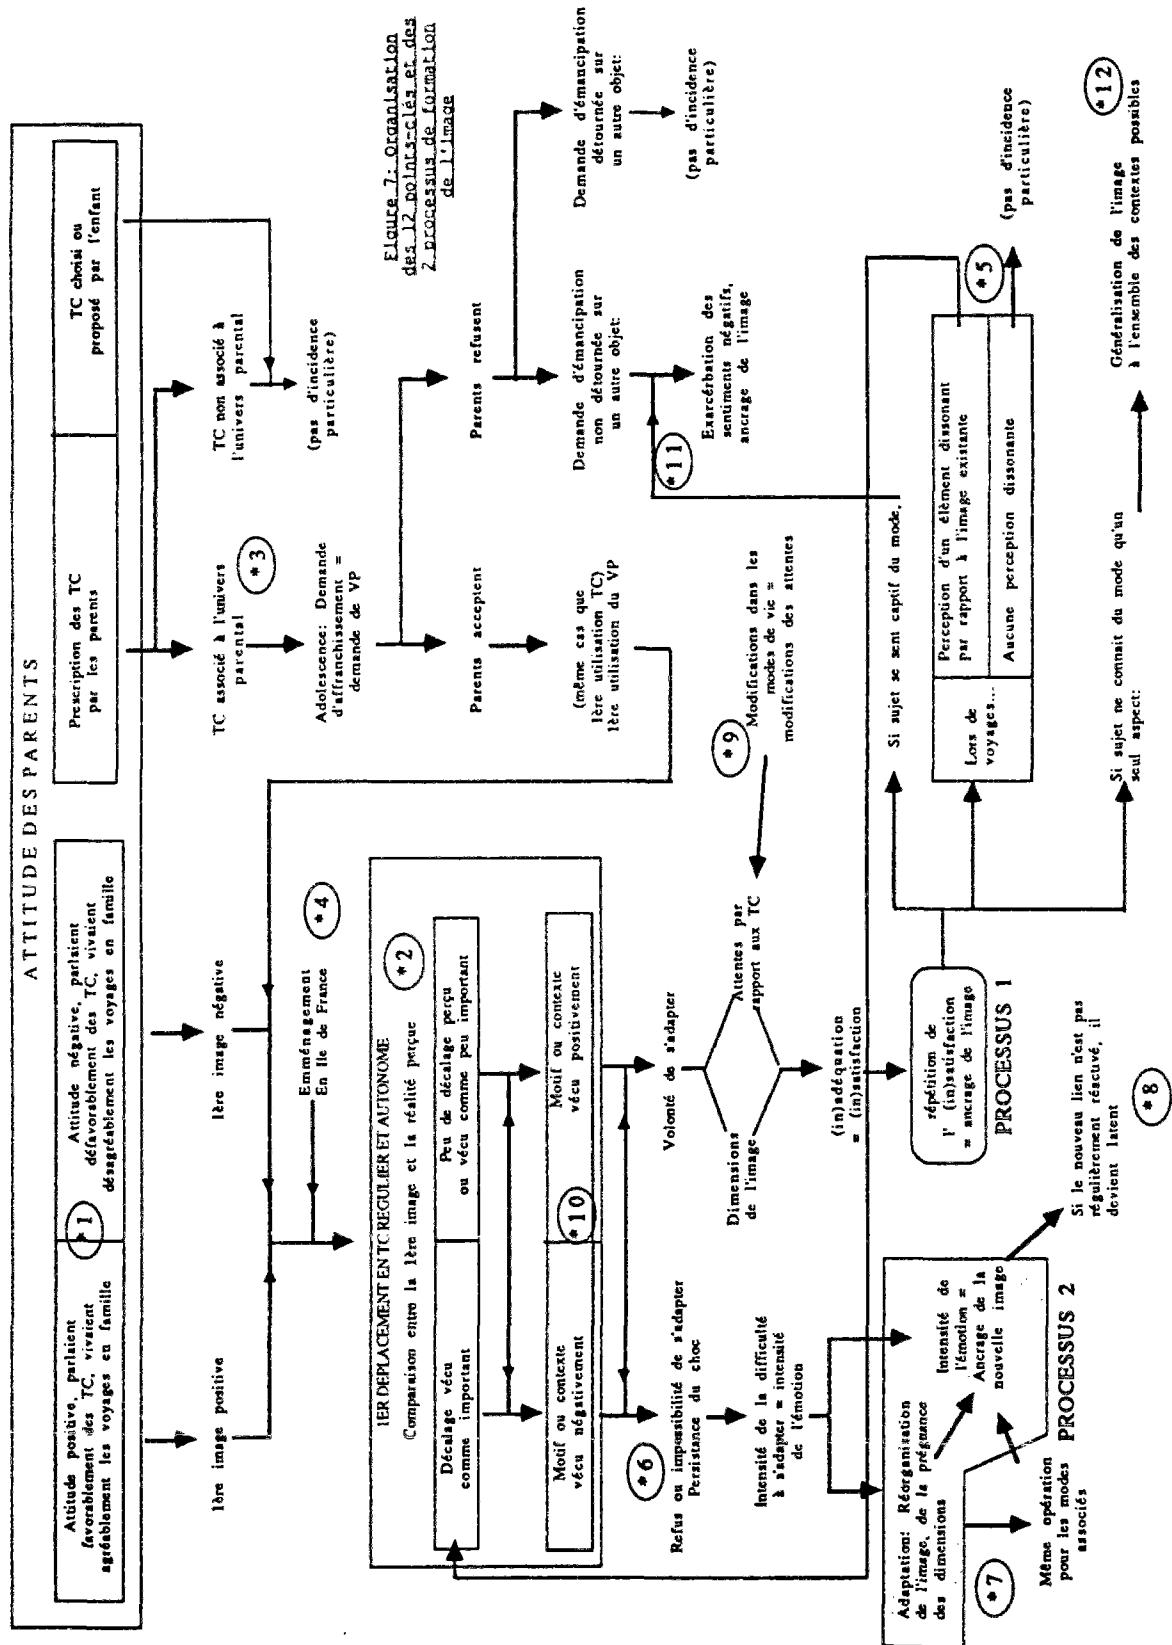 ATTITUDE DES PARENTS
Attitude positive, parlaient
favorablement des TC, vivaient
agréablement les voyages en famille
*1
Attitude négative, parlaient
défavorablement des TC, vivaient
désagréablement les voyages en famille
Prescription des TC
par les parents
TC choisi ou
proposé par l'enfant
1ère image positive
1ère image négative
TC associé à l'univers
parental
*3
TC non associé à
l'univers parental
(pas d'incidence
particulière)
Adolescence: Demande
d'affranchissement =
demande de VP
Parents acceptent
Parents refusent
(même cas que
1ère utilisation TC)
1ère utilisation du VP
Demande d'émancipation
non détournée sur
un autre objet:
Demande d'émancipation
détournée sur
un autre objet:
Exarcérbation des
sentiments négatifs,
ancrage de l'image
(pas d'incidence
particulière)
Figure 7: Organisation
des 12 points-clés et des
2 processus de formation
de l'image
Emménagement
En Ile de France
*4
1ER DEPLACEMENT EN TC REGULIER ET AUTONOME
(Comparaison entre la 1ère image et la réalité perçue
*2
Décalage vécu
comme important
Peu de décalage perçu
ou vécu comme peu important
Motif ou contexte
vécu négativement
*10
Motif ou contexte
vécu positivement
*6
Refus ou impossibilité de s'adapter
Persistance du choc
Volonté de s'adapter
Intensité de la difficulté
à s'adapter = intensité
de l'émotion
Dimensions
de l'image
Attentes par
rapport aux TC
*9
Modifications dans les
modes de vie =
modifications des attentes
(in)adéquation
= (in)satisfaction
*11
Si sujet se sent captif du mode,
répétition de
l' (in)satisfaction
= ancrage de l'image
PROCESSUS 1
Lors de
voyages...
Perception d'un élèment dissonant
Par rapport à l'image existante
Aucune perception dissonante
*5
(pas d'incidence
particulière)
Adaptation: Réorganisation
de l'image, de la prégnance
des dimensions
Intensité de
l'émotion =
Ancrage de la
nouvelle image
*7
Même opération
pour les modes
associés
PROCESSUS 2
Si le nouveau lien n'est pas
régulièrement réactivé, il
devient latent
*8
Si sujet ne connait du mode qu'un
seul aspect:
Généralisation de l'image
à l'ensemble des contextes possibles
*12